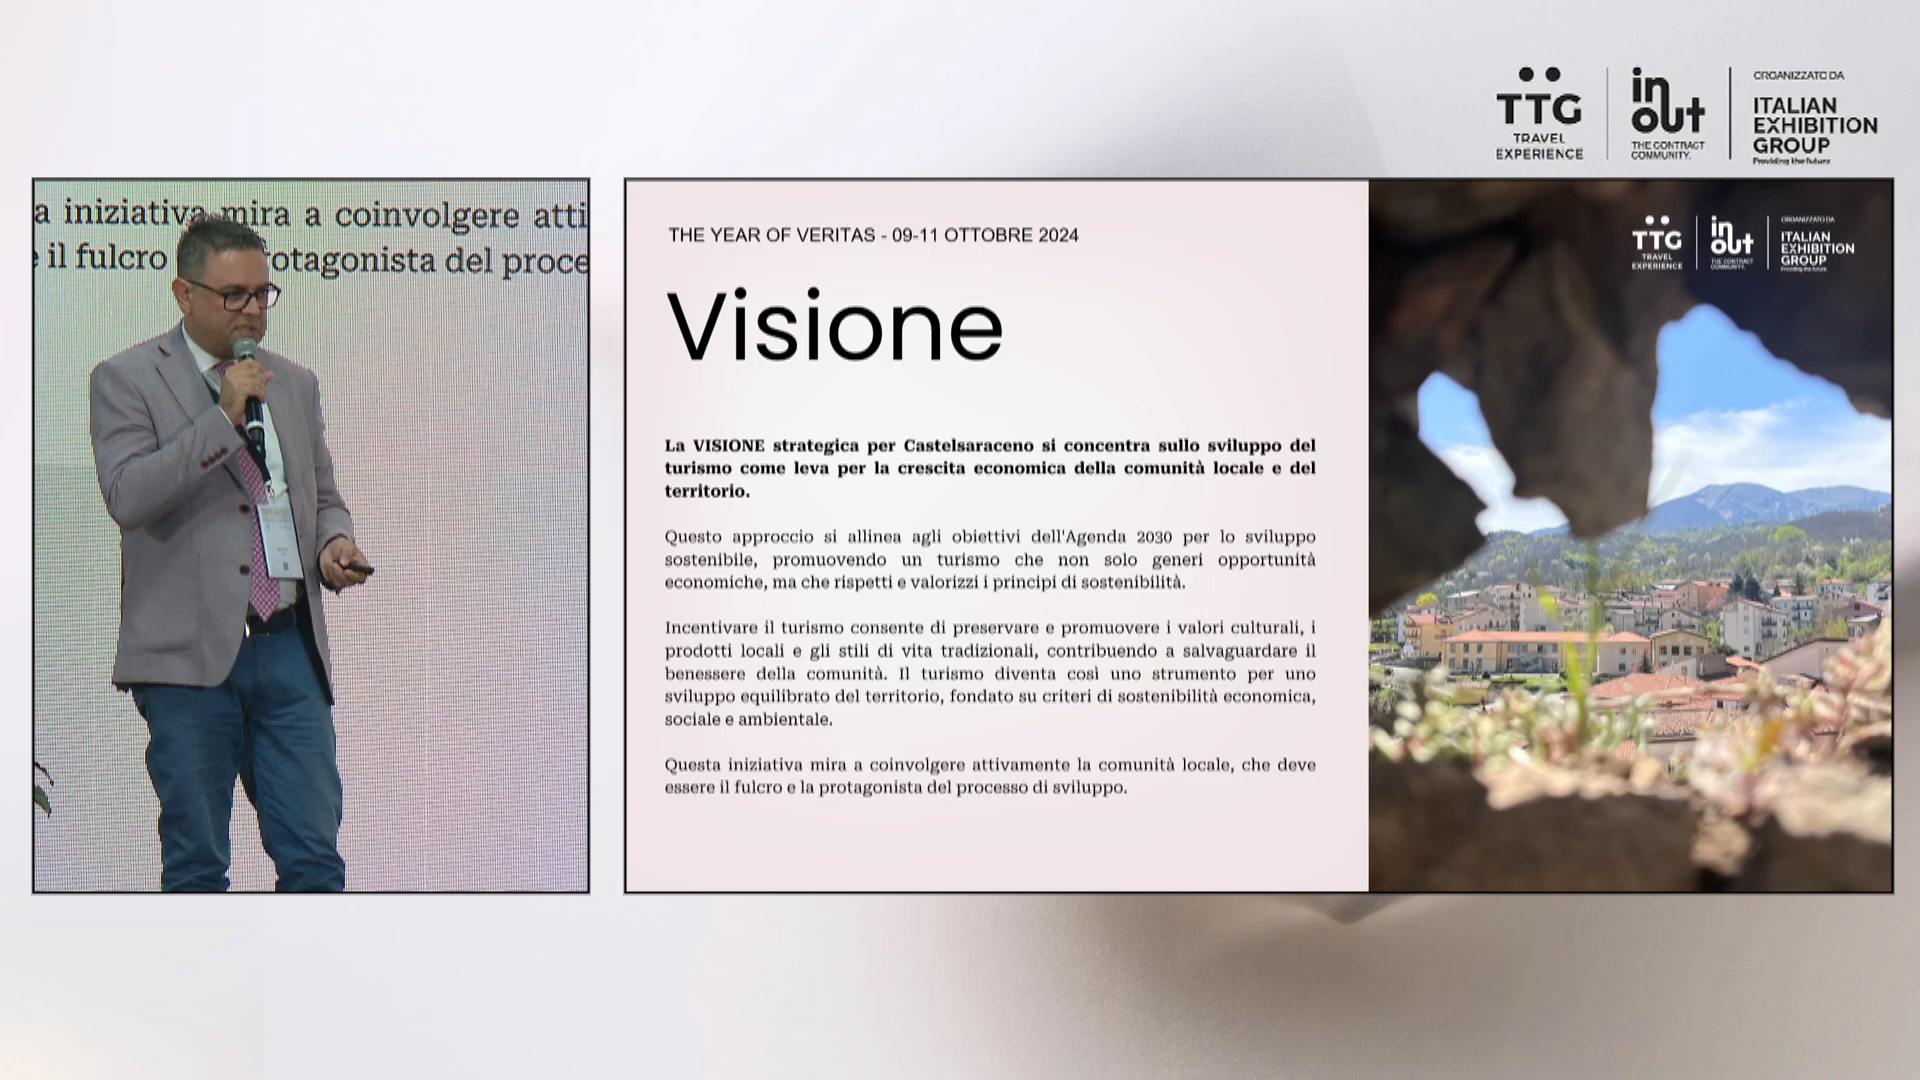 TTG
TRAVEL
EXPERIENCE
in
out
THE CONTRACT
COMMUNITY.
ORGANIZZATO DA
ITALIAN
EXHIBITION
GROUP
Providing the future
a iniziativa mira a coinvolgere atti
e il fulcro rotagonista del proce
THE YEAR OF VERITAS - 09-11 OTTOBRE 2024
Visione
La VISIONE strategica per Castelsaraceno si concentra sullo sviluppo del
turismo come leva per la crescita economica della comunità locale e del
territorio.
Questo approccio si allinea agli obiettivi dell'Agenda 2030 per lo sviluppo
sostenibile, promuovendo un turismo che non solo generi opportunità
economiche, ma che rispetti e valorizzi i principi di sostenibilità.
Incentivare il turismo consente di preservare e promuovere i valori culturali, i
prodotti locali e gli stili di vita tradizionali, contribuendo a salvaguardare il
benessere della comunità. Il turismo diventa così uno strumento per uno
sviluppo equilibrato del territorio, fondato su criteri di sostenibilità economica,
sociale e ambientale.
Questa iniziativa mira a coinvolgere attivamente la comunità locale, che deve
essere il fulcro e la protagonista del processo di sviluppo.
TTG
TRAVEL
EXPERIENCE
in
out
THE CONTRACT
COMMUNITY.
ORGANIZZATO DA
ITALIAN
EXHIBITION
GROUP
Providing the future